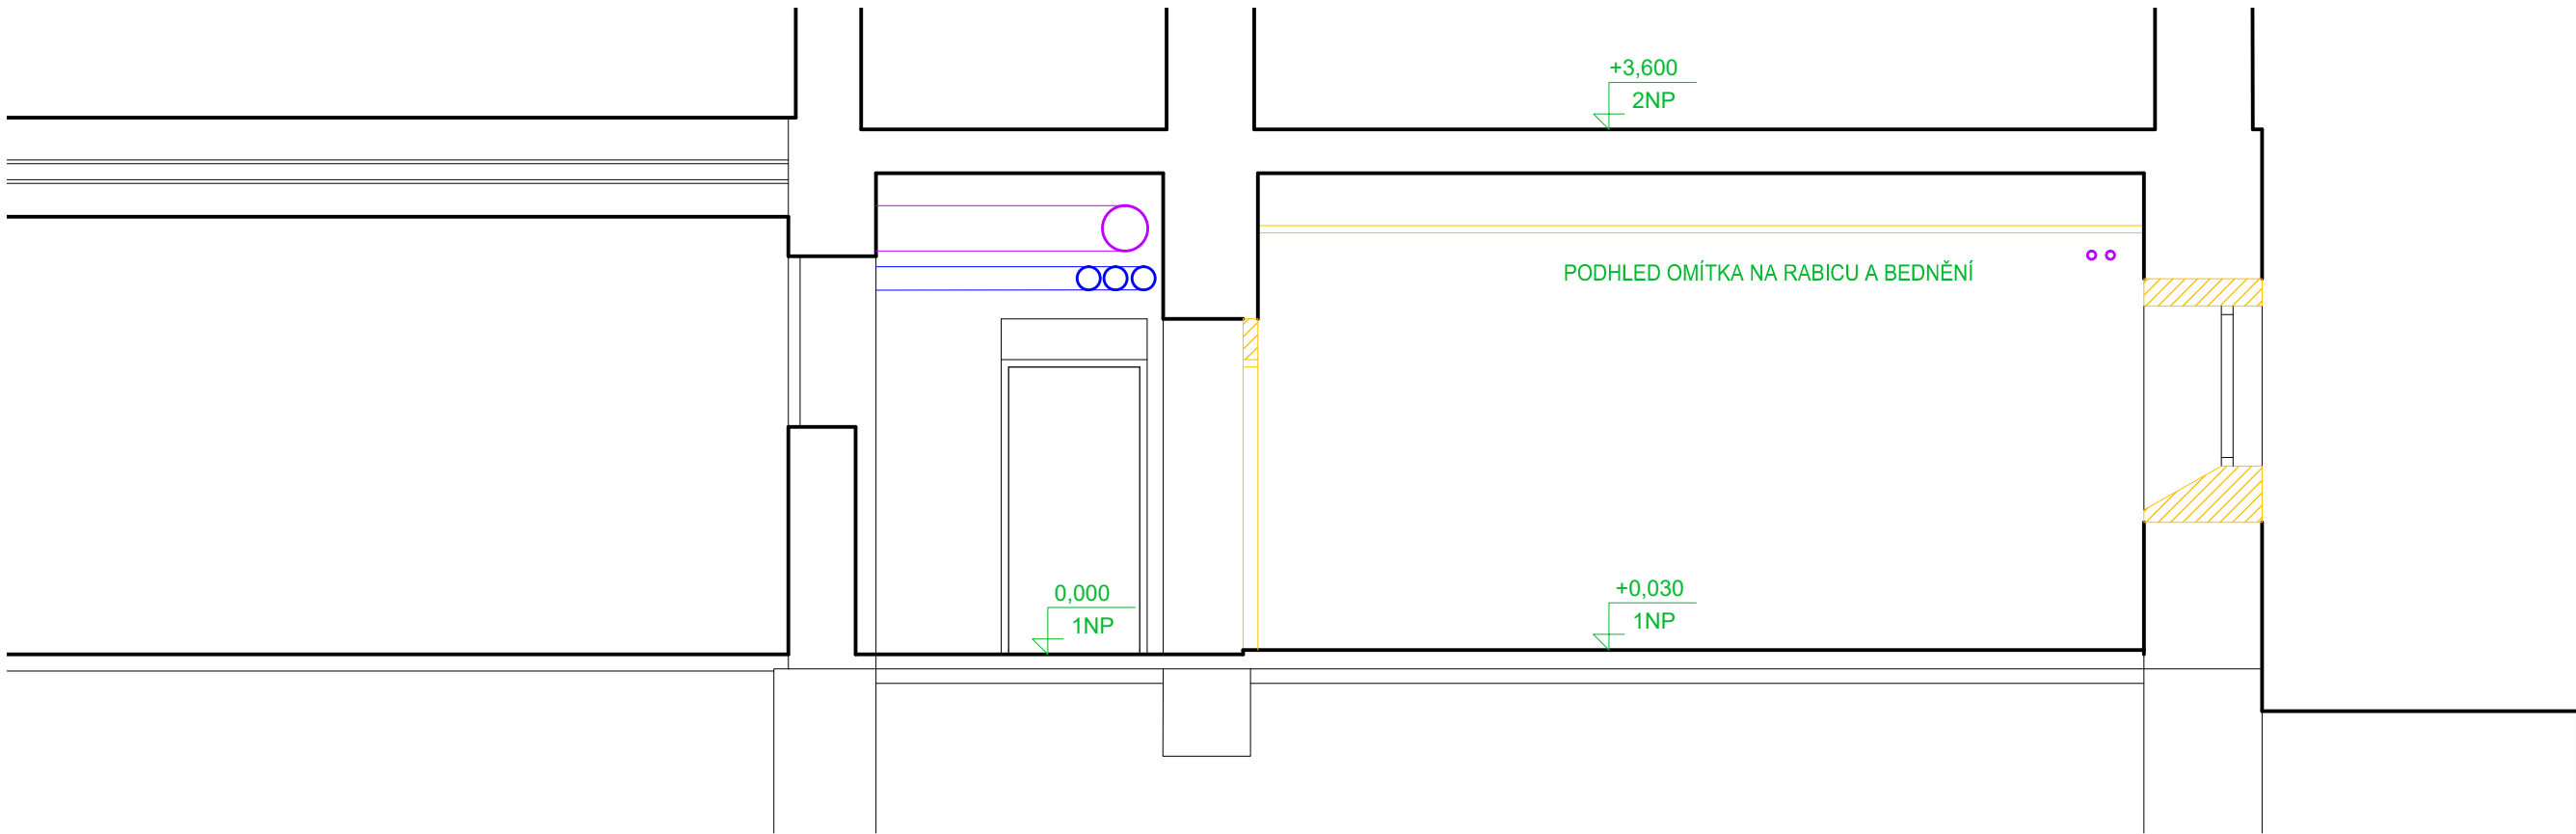 +3,600
2NP
PODHLED OMÍTKA NA RABICU A BEDNĚNÍ
0,000
1NP
+0,030
1NP